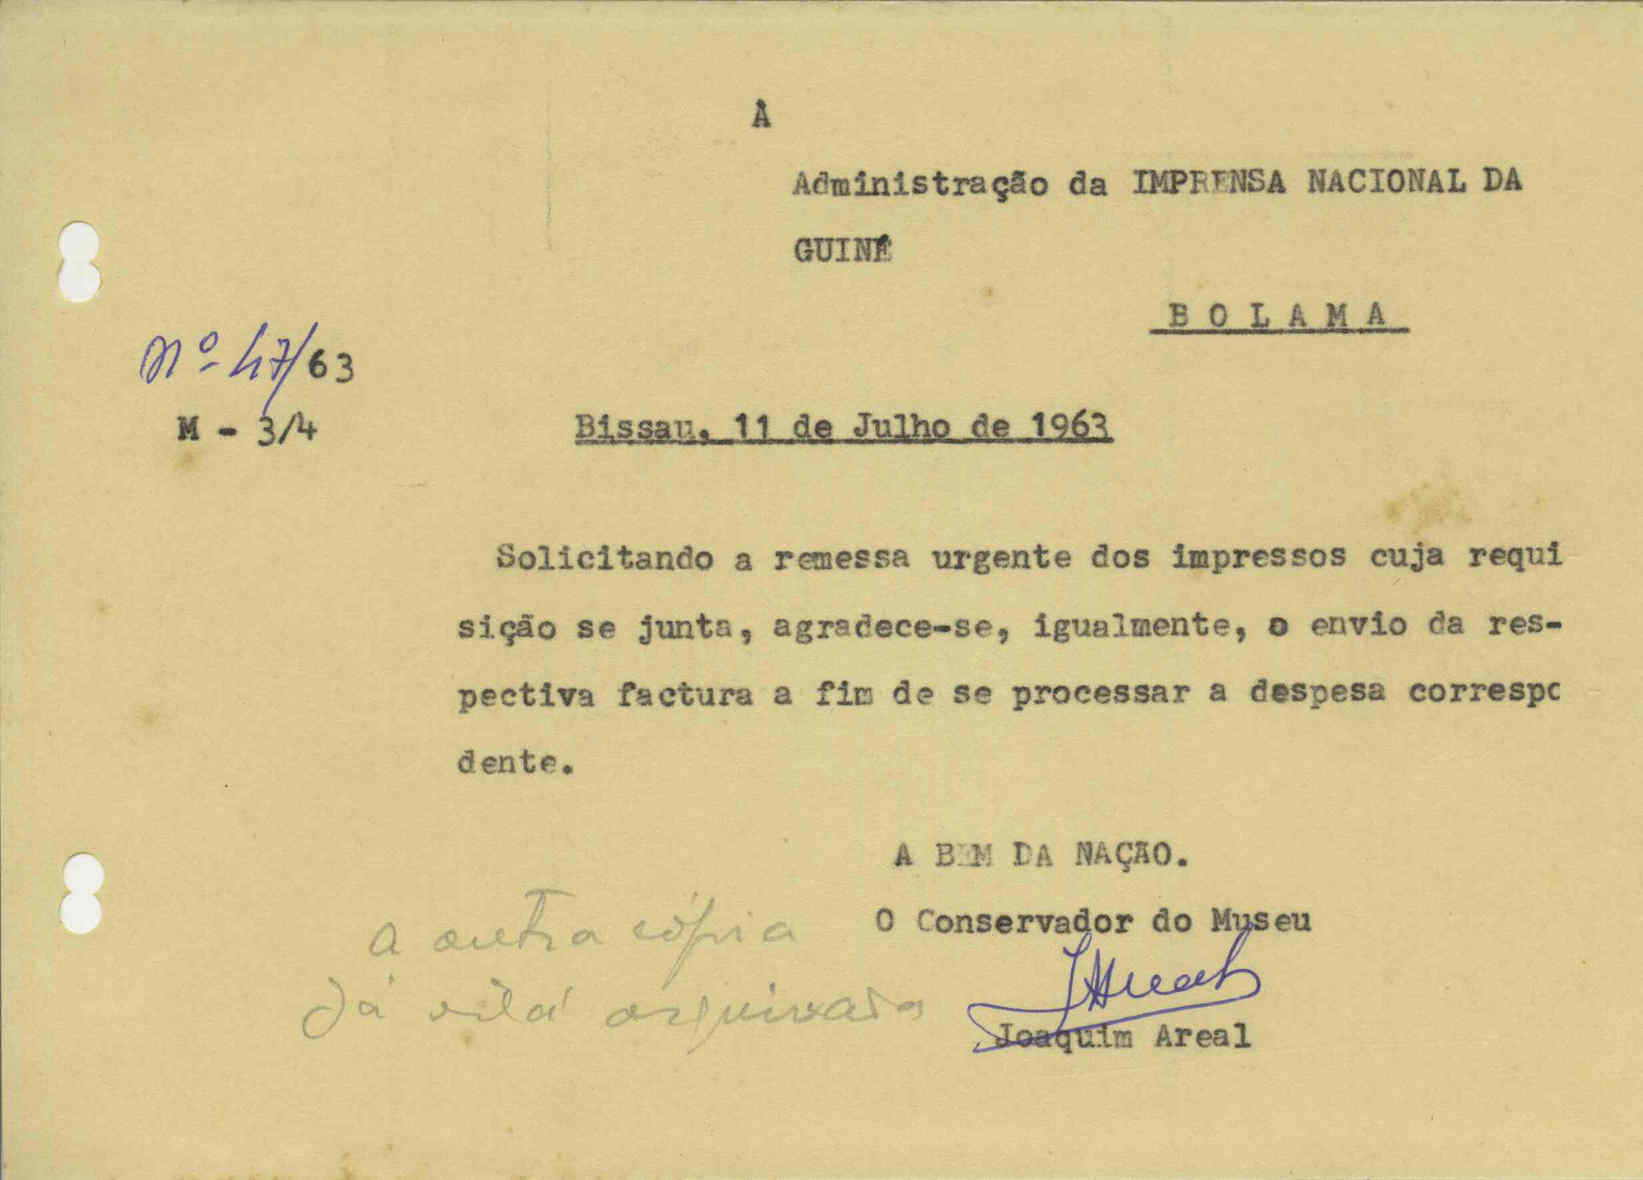 À
Administração da IMPRENSA NACIONAL DA
GUINÉ
B O L A M A
Nº 47/63
M - 3/4
Bissau, 11 de Julho de 1963
Solicitando a remessa urgente dos impressos cuja requi
sição se junta, agradece-se, igualmente, o envio da res-
pectiva factura a fim de se processar a despesa correspo
dente.
A BEM DA NAÇÃO.
O Conservador do Museu
JAreal
Joaquim Areal
a outra cópia
Já está arquivada